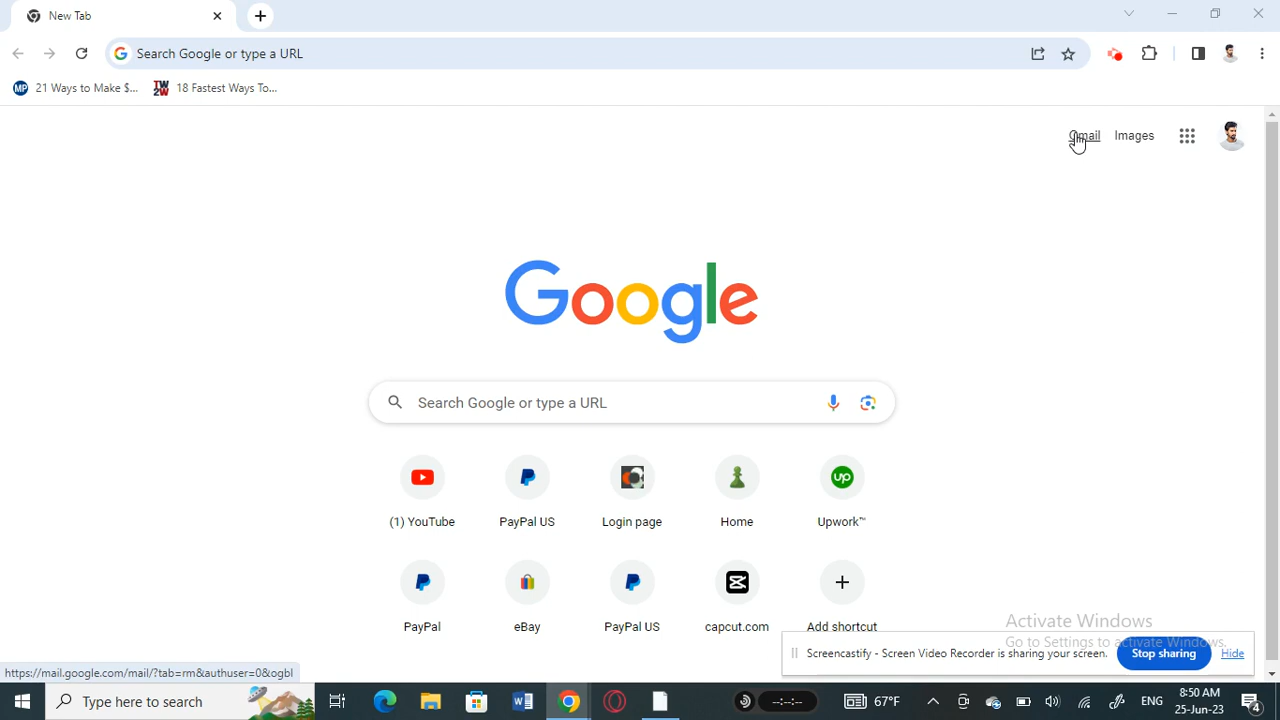 New Tab
Search Google or type a URL
MP 21 Ways to Make $... TW2W 18 Fastest Ways To...
Gmail Images
Google
Search Google or type a URL
up
(1) YouTube PayPal US Login page Home Upwork™
PayPal eBay PayPal US capcut.com Add shortcut
Activate Windows
Go to Settings to activate Windows.
Screencastify - Screen Video Recorder is sharing your screen. Stop sharing Hide
https://mail.google.com/mail/?tab=rm&authuser=0&ogbl
Type here to search --:--:-- 67°F ENG 8:50 AM
25-Jun-23 4